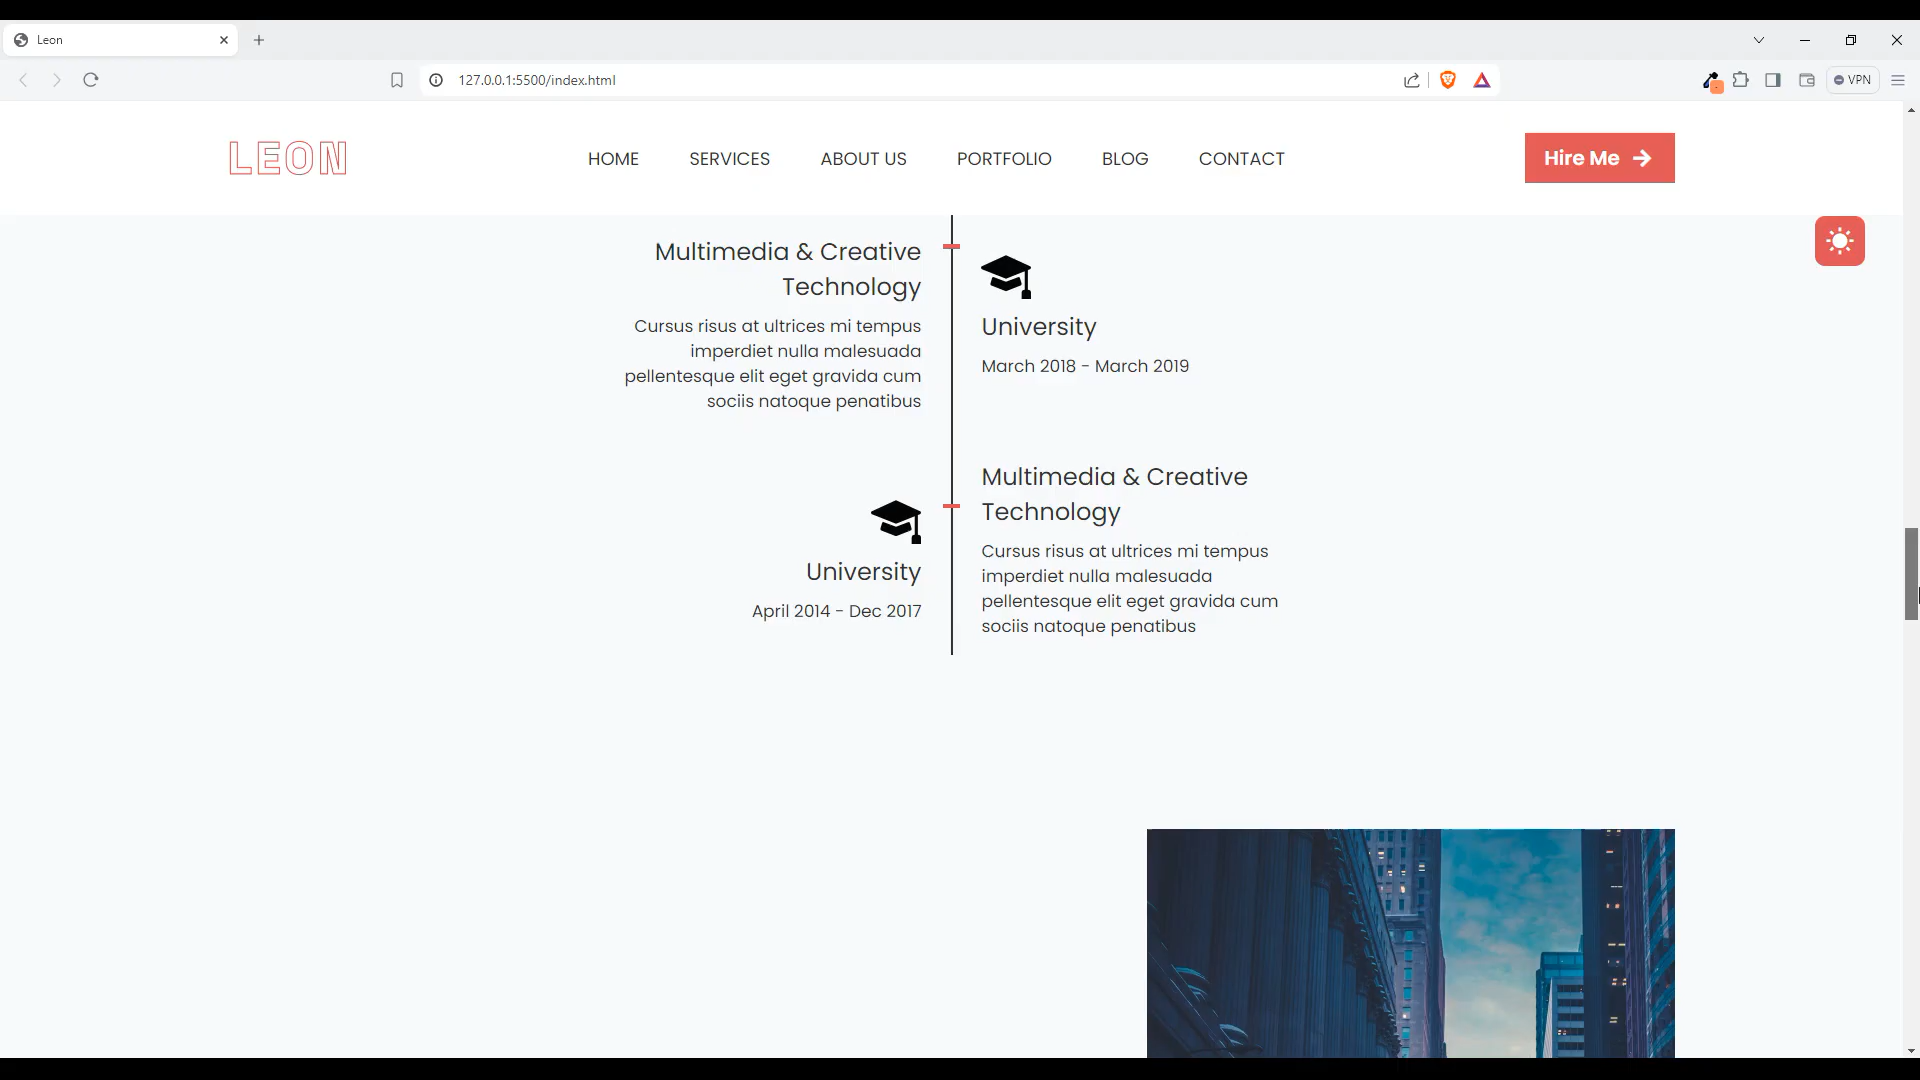 Leon
127.0.0.1:5500/index.html
VPN
LEON
HOME SERVICES ABOUT US PORTFOLIO BLOG CONTACT
Hire Me
Multimedia & Creative
Technology
Cursus risus at ultrices mi tempus
imperdiet nulla malesuada
pellentesque elit eget gravida cum
sociis natoque penatibus
University
March 2018 - March 2019
University
April 2014 - Dec 2017
Multimedia & Creative
Technology
Cursus risus at ultrices mi tempus
imperdiet nulla malesuada
pellentesque elit eget gravida cum
sociis natoque penatibus